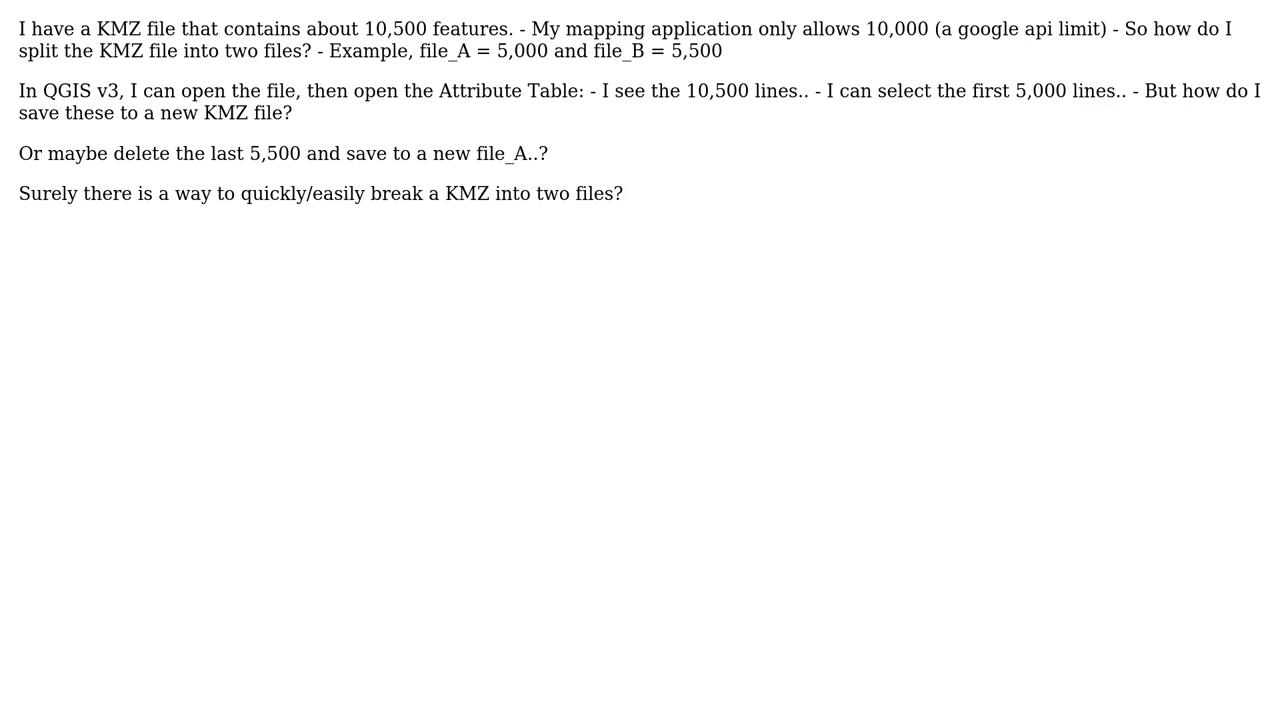 I have a KMZ file that contains about 10,500 features. - My mapping application only allows 10,000 (a google api limit) - So how do I
split the KMZ file into two files? - Example, file_A = 5,000 and file_B = 5,500
In QGIS v3, I can open the file, then open the Attribute Table: - I see the 10,500 lines.. - I can select the first 5,000 lines.. - But how do I
save these to a new KMZ file?
Or maybe delete the last 5,500 and save to a new file_A..?
Surely there is a way to quickly/easily break a KMZ into two files?